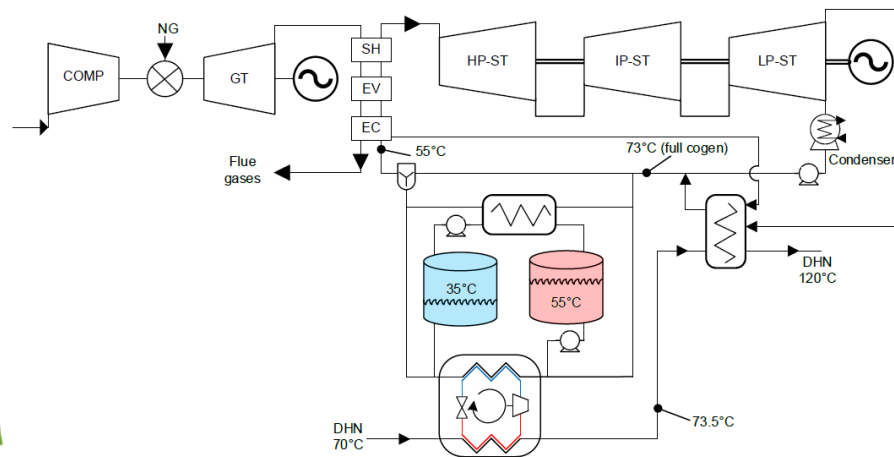 NG
COMP
GT
SH
EV
EC
HP-ST
IP-ST
LP-ST
Flue
gases
55°C
73°C (full cogen)
Condenser
35°C
55°C
DHN
120°C
DHN
70°C
73.5°C